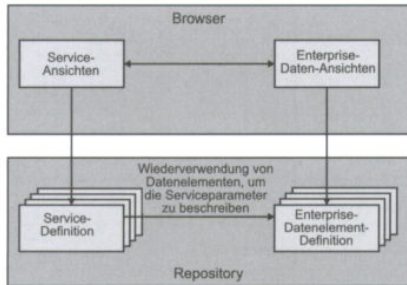 Browser
Service-
Ansichten
Enterprise-
Daten-Ansichten
Wiederverwendung von
Datenelementen, um
die Serviceparameter
zu beschreiben
Service-
Definition
Enterprise-
Datenelement-
Definition
Repository